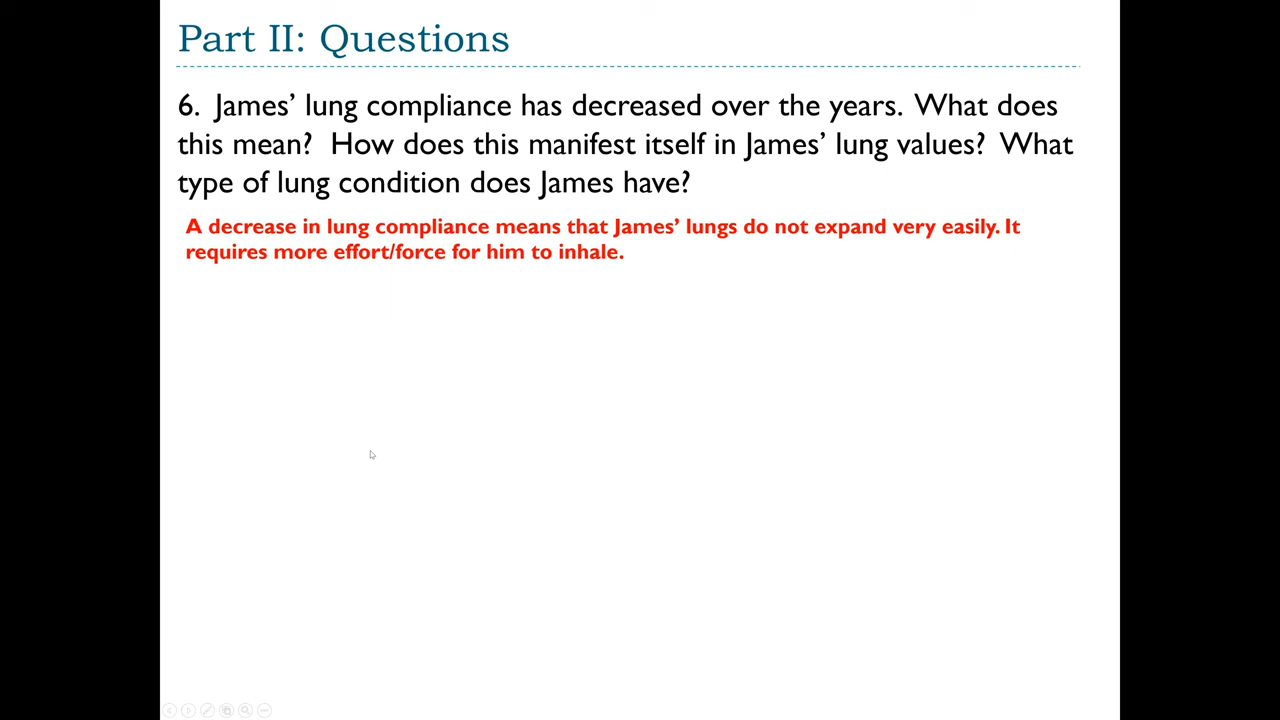 Part II: Questions
6. James’ lung compliance has decreased over the years. What does
this mean? How does this manifest itself in James’ lung values? What
type of lung condition does James have?
A decrease in lung compliance means that James’ lungs do not expand very easily. It
requires more effort/force for him to inhale.